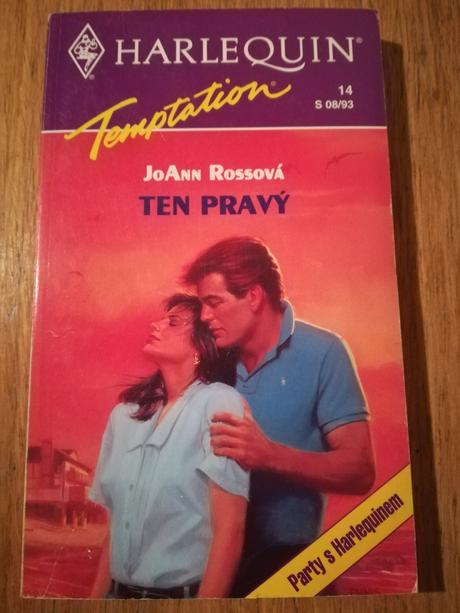 HARLEQUIN®
Temptation®
14
S 08/93
JoAnn Rossová
TEN PRAVÝ
Party s Harlequinem